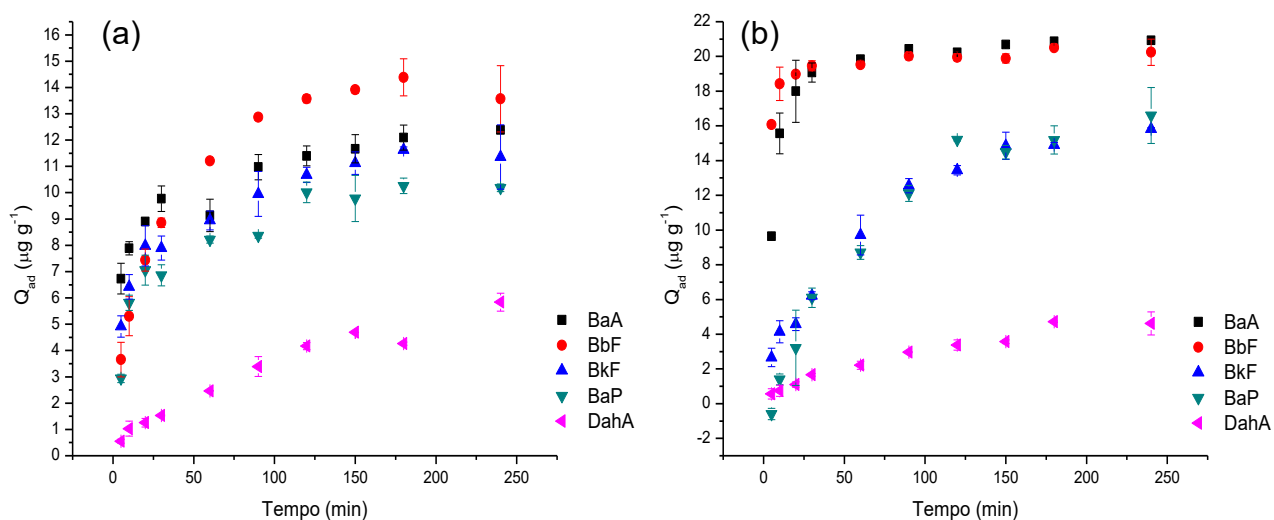 (a)
16
15
14
13
12
11
10
9
8
7
6
5
4
3
2
1
0
Q_ad (µg g⁻¹)
0 50 100 150 200 250
Tempo (min)
BaA
BbF
BkF
BaP
DahA
(b)
22
20
18
16
14
12
10
8
6
4
2
0
-2
Q_ad (µg g⁻¹)
0 50 100 150 200 250
Tempo (min)
BaA
BbF
BkF
BaP
DahA